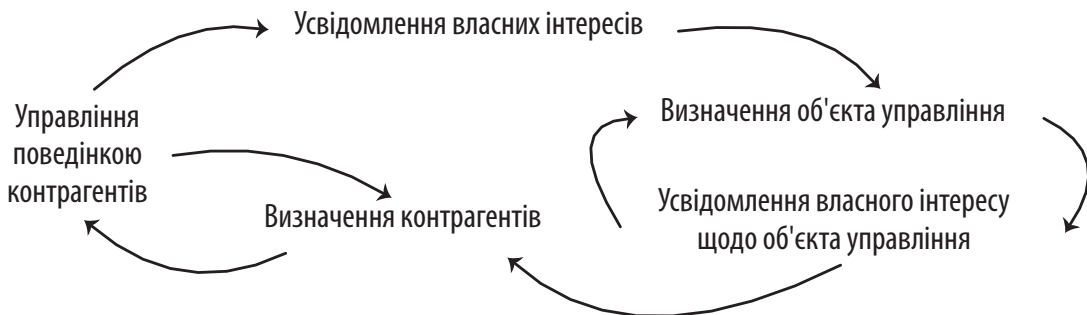 Усвідомлення власних інтересів
Визначення об'єкта управління
Управління
поведінкою
контрагентів
Усвідомлення власного інтересу
щодо об'єкта управління
Визначення контрагентів